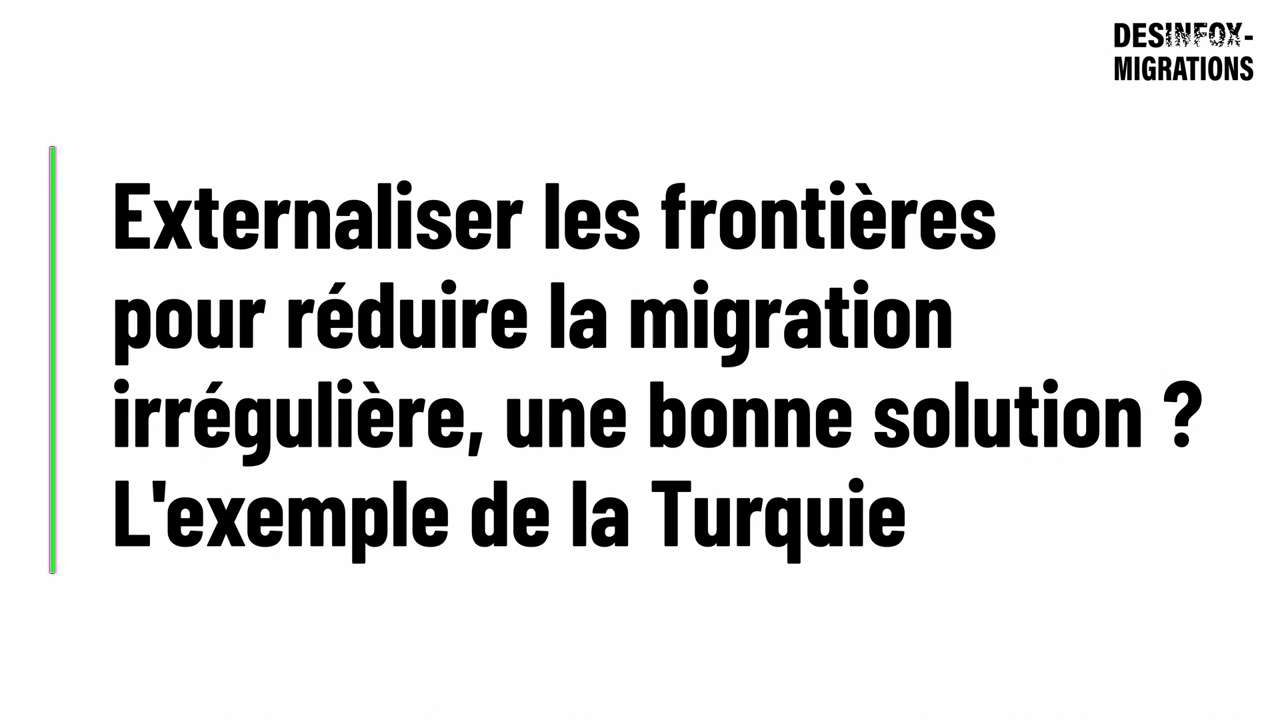 DESINFOX-
MIGRATIONS
Externaliser les frontières
pour réduire la migration
irrégulière, une bonne solution ?
L'exemple de la Turquie